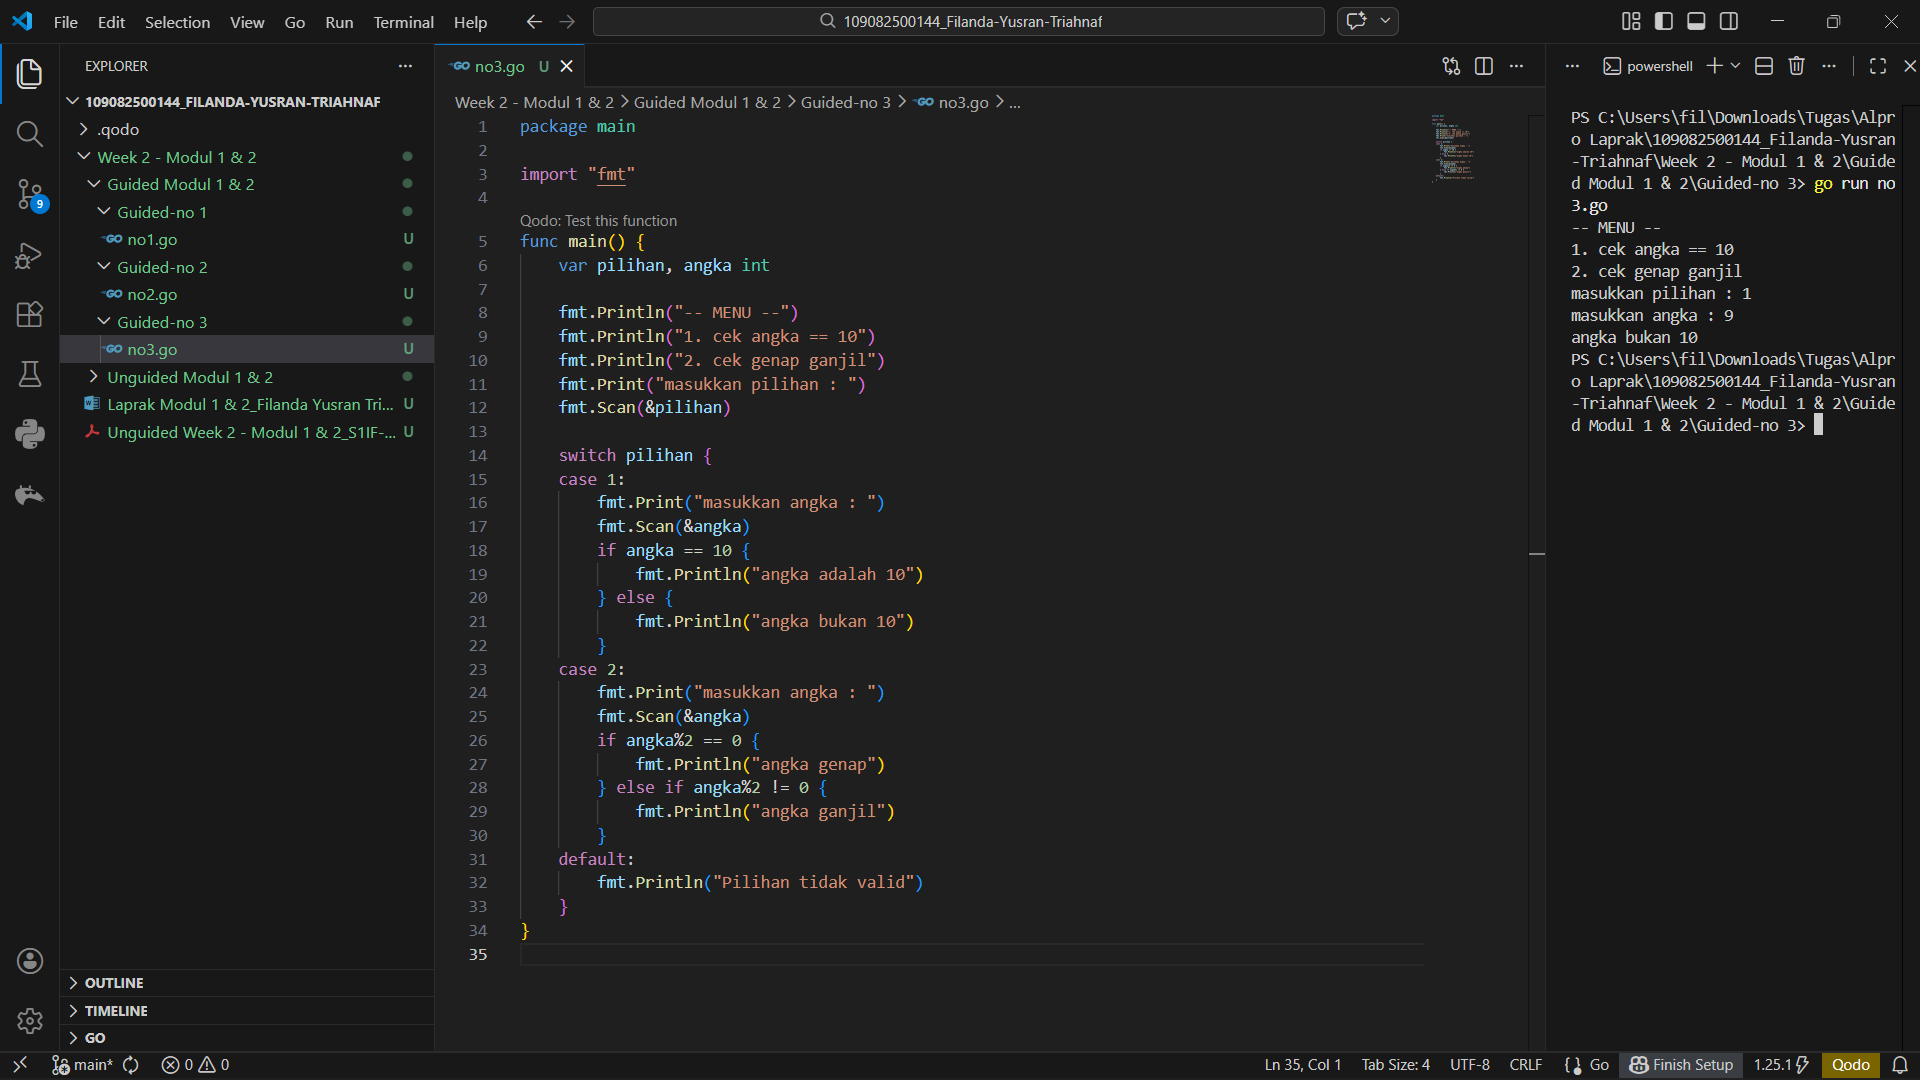 File Edit Selection View Go Run Terminal Help
109082500144_Filanda-Yusran-Triahnaf
EXPLORER
109082500144_FILANDA-YUSRAN-TRIAHNAF
.qodo
Week 2 - Modul 1 & 2
Guided Modul 1 & 2
Guided-no 1
no1.go U
Guided-no 2
no2.go U
Guided-no 3
no3.go U
Unguided Modul 1 & 2
Laprak Modul 1 & 2_Filanda Yusran Tri... U
Unguided Week 2 - Modul 1 & 2_S1IF-... U
9
OUTLINE
TIMELINE
GO
no3.go U
Week 2 - Modul 1 & 2 > Guided Modul 1 & 2 > Guided-no 3 > no3.go > ...
1 package main
2
3 import "fmt"
4
Qodo: Test this function
5 func main() {
6 var pilihan, angka int
7
8 fmt.Println("-- MENU --")
9 fmt.Println("1. cek angka == 10")
10 fmt.Println("2. cek genap ganjil")
11 fmt.Print("masukkan pilihan : ")
12 fmt.Scan(&pilihan)
13
14 switch pilihan {
15 case 1:
16 fmt.Print("masukkan angka : ")
17 fmt.Scan(&angka)
18 if angka == 10 {
19 fmt.Println("angka adalah 10")
20 } else {
21 fmt.Println("angka bukan 10")
22 }
23 case 2:
24 fmt.Print("masukkan angka : ")
25 fmt.Scan(&angka)
26 if angka%2 == 0 {
27 fmt.Println("angka genap")
28 } else if angka%2 != 0 {
29 fmt.Println("angka ganjil")
30 }
31 default:
32 fmt.Println("Pilihan tidak valid")
33 }
34 }
35
powershell
PS C:\Users\fil\Downloads\Tugas\Alpr
o Laprak\109082500144_Filanda-Yusran
-Triahnaf\Week 2 - Modul 1 & 2\Guide
d Modul 1 & 2\Guided-no 3> go run no
3.go
-- MENU --
1. cek angka == 10
2. cek genap ganjil
masukkan pilihan : 1
masukkan angka : 9
angka bukan 10
PS C:\Users\fil\Downloads\Tugas\Alpr
o Laprak\109082500144_Filanda-Yusran
-Triahnaf\Week 2 - Modul 1 & 2\Guide
d Modul 1 & 2\Guided-no 3>
main* 0 0 Ln 35, Col 1 Tab Size: 4 UTF-8 CRLF Go Finish Setup 1.25.1 Qodo